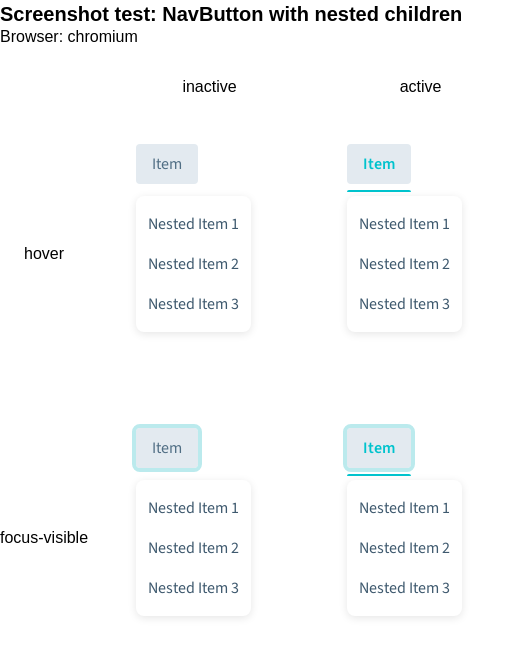 Screenshot test: NavButton with nested children
Browser: chromium
inactive active
Item Item
hover
Nested Item 1 Nested Item 1
Nested Item 2 Nested Item 2
Nested Item 3 Nested Item 3
Item Item
focus-visible
Nested Item 1 Nested Item 1
Nested Item 2 Nested Item 2
Nested Item 3 Nested Item 3